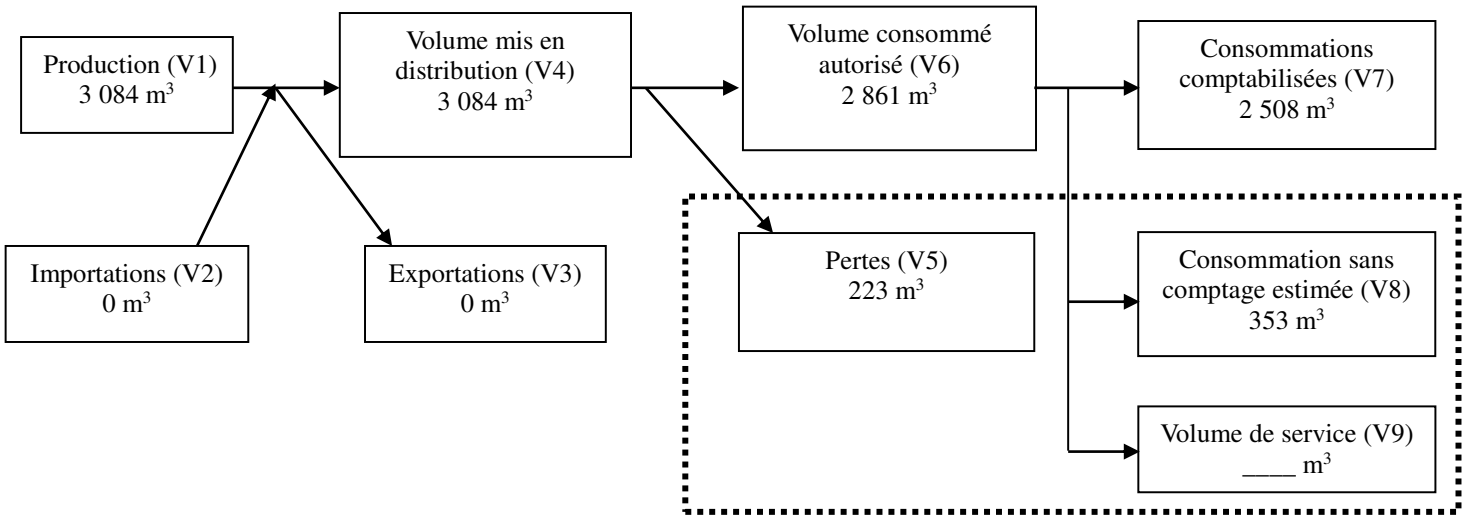 Production (V1)
3 084 m³
Volume mis en
distribution (V4)
3 084 m³
Volume consommé
autorisé (V6)
2 861 m³
Consommations
comptabilisées (V7)
2 508 m³
Importations (V2)
0 m³
Exportations (V3)
0 m³
Pertes (V5)
223 m³
Consommation sans
comptage estimée (V8)
353 m³
Volume de service (V9)
____ m³